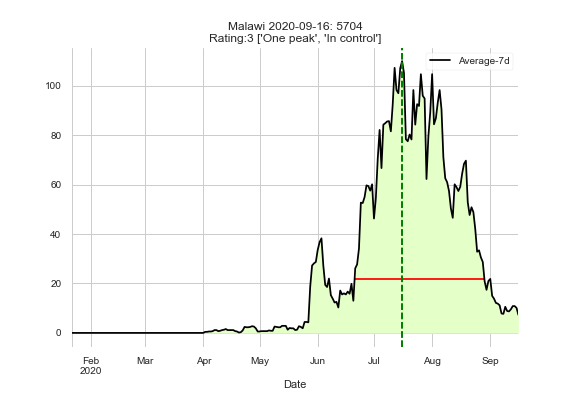 Malawi 2020-09-16: 5704
Rating:3 ['One peak', 'In control']
Average-7d
100
80
60
40
20
0
Feb
2020
Mar
Apr
May
Jun
Jul
Aug
Sep
Date